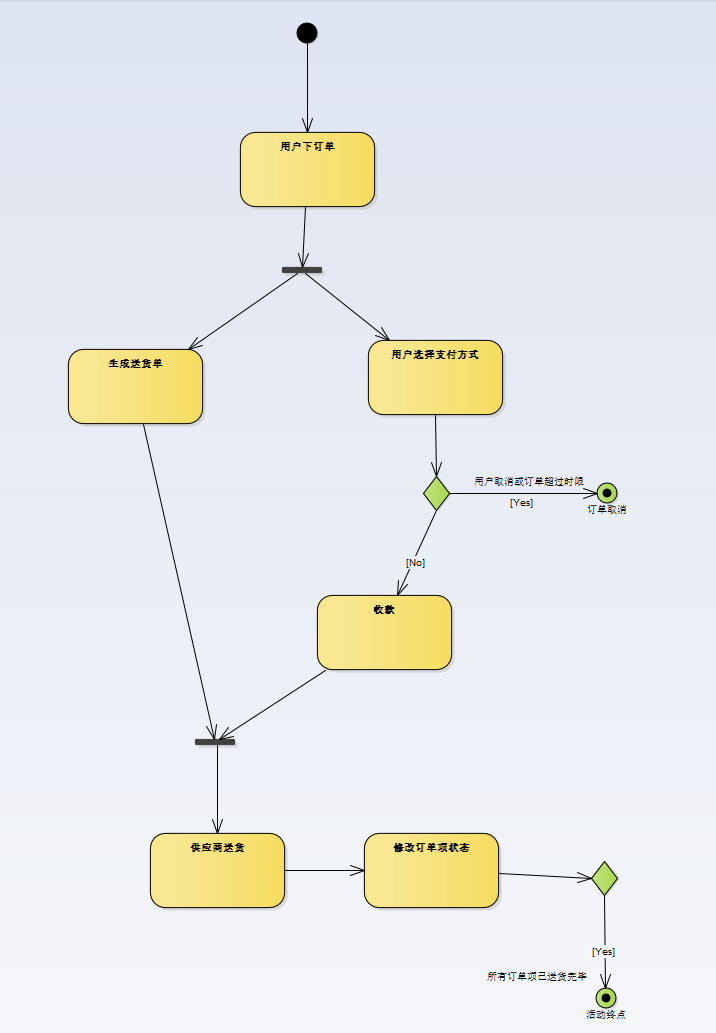 用户下订单
生成送货单
用户选择支付方式
用户取消或订单超过时限
[Yes]
订单取消
[No]
收款
供应商送货
修改订单项状态
[Yes]
所有订单项已送货完毕
活动终点